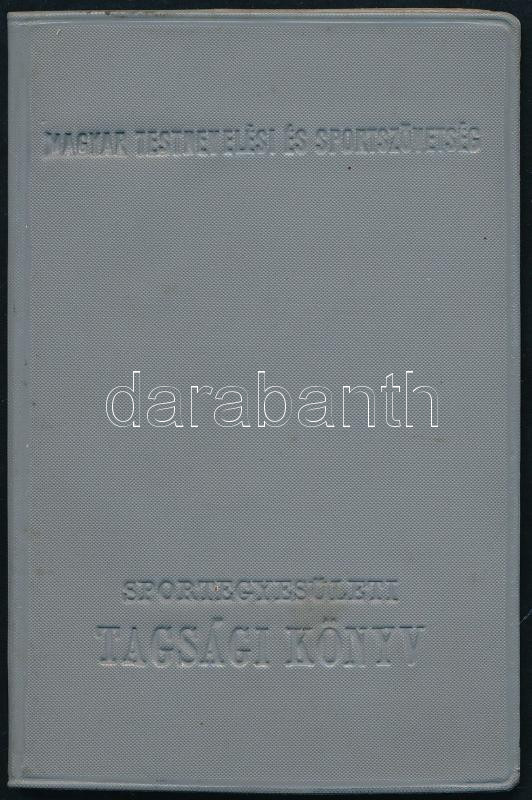 MAGYAR TESTNEVELÉSI ÉS SPORTSZÖVETSÉG
darabanth
SPORTEGYESÜLETI
TAGSÁGI KÖNYV